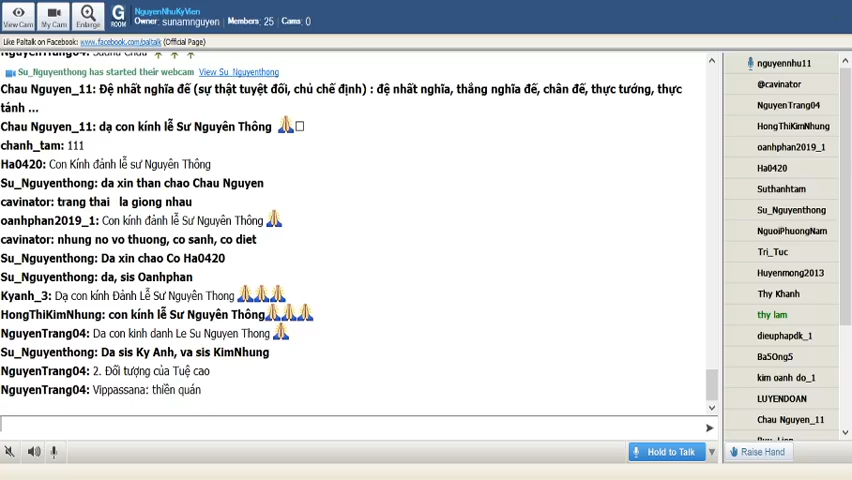 NguyenNhuKyVien
Owner: sunamnguyen , Members: 25 Cams: 0
View Cam
My Cam
Enlarge
G
ROOM
Like Paltalk on Facebook: www.facebook.com/paltalk (Official Page)
Su_Nguyenthong has started their webcam View Su_Nguyenthong
Chau Nguyen_11: Đệ nhất nghĩa đế (sự thật tuyệt đối, chủ chế định) : đệ nhất nghĩa, thắng nghĩa đế, chân đế, thực tướng, thực
tánh ...
Chau Nguyen_11: dạ con kính lễ Sư Nguyên Thông
chanh_tam: 111
Ha0420: Con Kính đảnh lễ sư Nguyên Thông
Su_Nguyenthong: da xin than chao Chau Nguyen
cavinator: trang thai la giong nhau
oanhphan2019_1: Con kính đảnh lễ Sư Nguyên Thông
cavinator: nhung no vo thuong, co sanh, co diet
Su_Nguyenthong: Da xin chao Co Ha0420
Su_Nguyenthong: da, sis Oanhphan
Kyanh_3: Dạ con kính Đảnh Lễ Sư Nguyên Thong
HongThiKimNhung: con kính lễ Sư Nguyên Thông
NguyenTrang04: Da con kinh danh Le Su Nguyen Thong
Su_Nguyenthong: Da sis Ky Anh, va sis KimNhung
NguyenTrang04: 2. Đối tượng của Tuệ cao
NguyenTrang04: Vippassana: thiền quán
Hold to Talk
nguyennhu11
@cavinator
NguyenTrang04
HongThiKimNhung
oanhphan2019_1
Ha0420
Suthanhtam
Su_Nguyenthong
NguoiPhuongNam
Tri_Tuc
Huyenmong2013
Thy Khanh
thy lam
dieuphapdk_1
Ba5Ong5
kim oanh do_1
LUYENDOAN
Chau Nguyen_11
Raise Hand